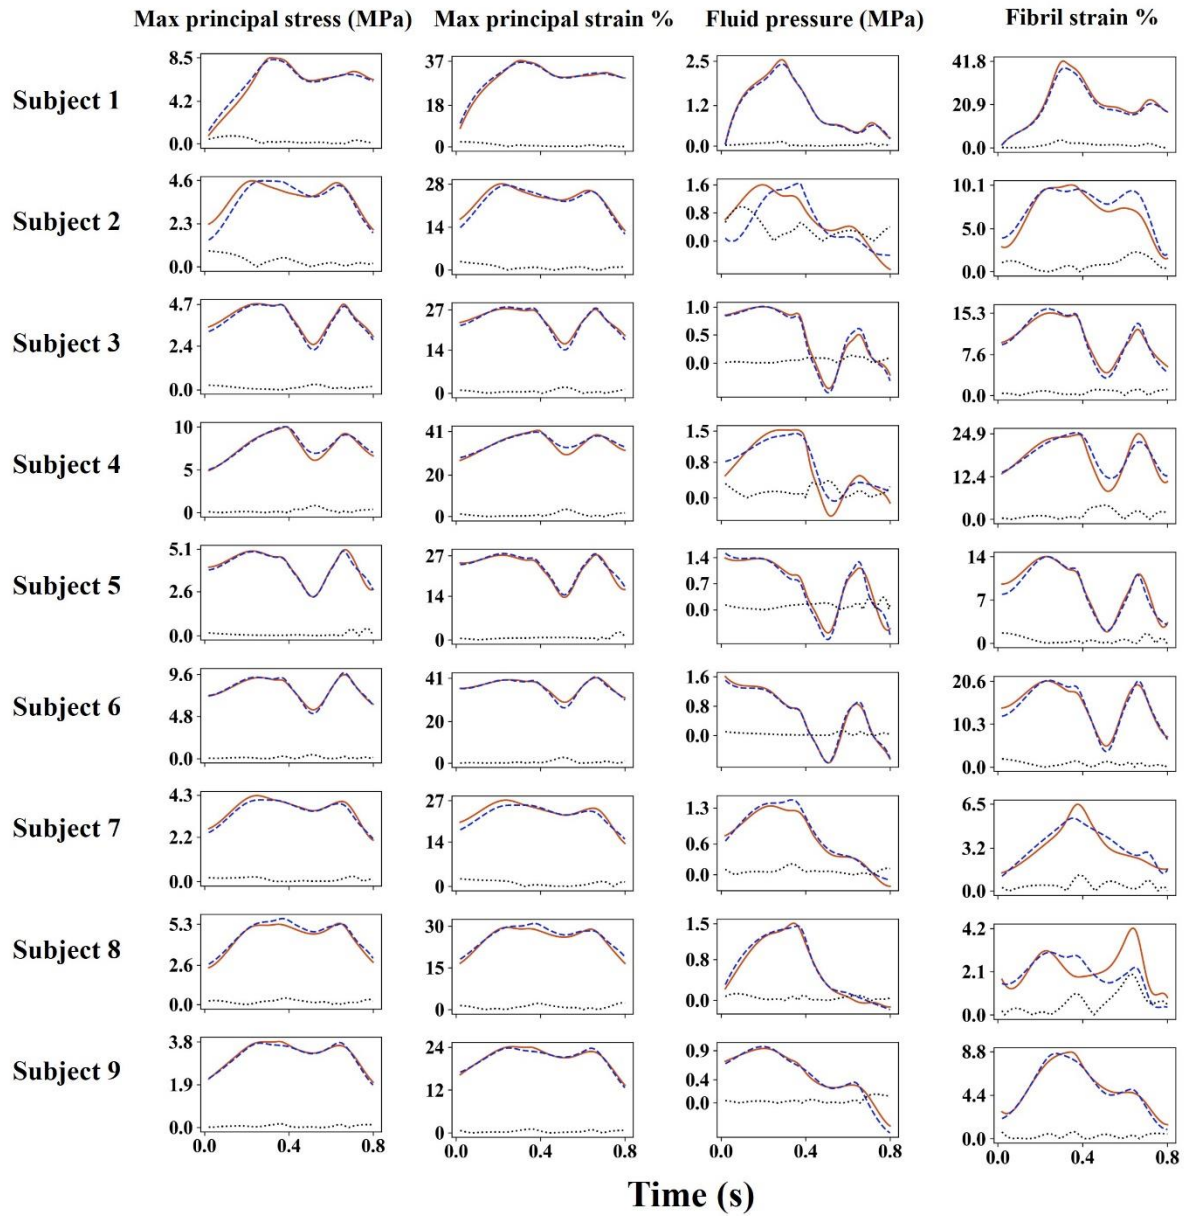 Max principal stress (MPa) Max principal strain % Fluid pressure (MPa) Fibril strain %
Subject 1
8.5 4.2 0.0
37 18 0
2.5 1.2 0.0
41.8 20.9 0.0
Subject 2
4.6 2.3 0.0
28 14 0
1.6 0.8 0.0
10.1 5.0 0.0
Subject 3
4.7 2.4 0.0
27 14 0
1.0 0.5 0.0
15.3 7.6 0.0
Subject 4
10 5 0
41 20 0
1.5 0.8 0.0
24.9 12.4 0.0
Subject 5
5.1 2.6 0.0
27 14 0
1.4 0.7 0.0
14 7 0
Subject 6
9.6 4.8 0.0
41 20 0
1.6 0.8 0.0
20.6 10.3 0.0
Subject 7
4.3 2.2 0.0
27 14 0
1.3 0.6 0.0
6.5 3.2 0.0
Subject 8
5.3 2.6 0.0
30 15 0
1.5 0.8 0.0
4.2 2.1 0.0
Subject 9
3.8 1.9 0.0
24 12 0
0.9 0.4 0.0
8.8 4.4 0.0
0.0 0.4 0.8 0.0 0.4 0.8 0.0 0.4 0.8 0.0 0.4 0.8
Time (s)